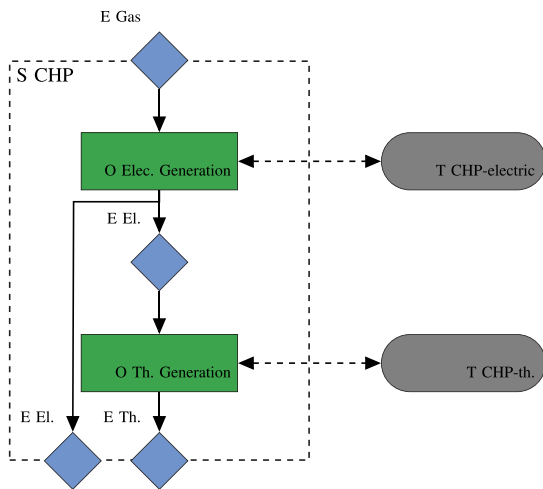 E Gas
S CHP
O Elec. Generation
T CHP-electric
E El.
O Th. Generation
T CHP-th.
E El.
E Th.